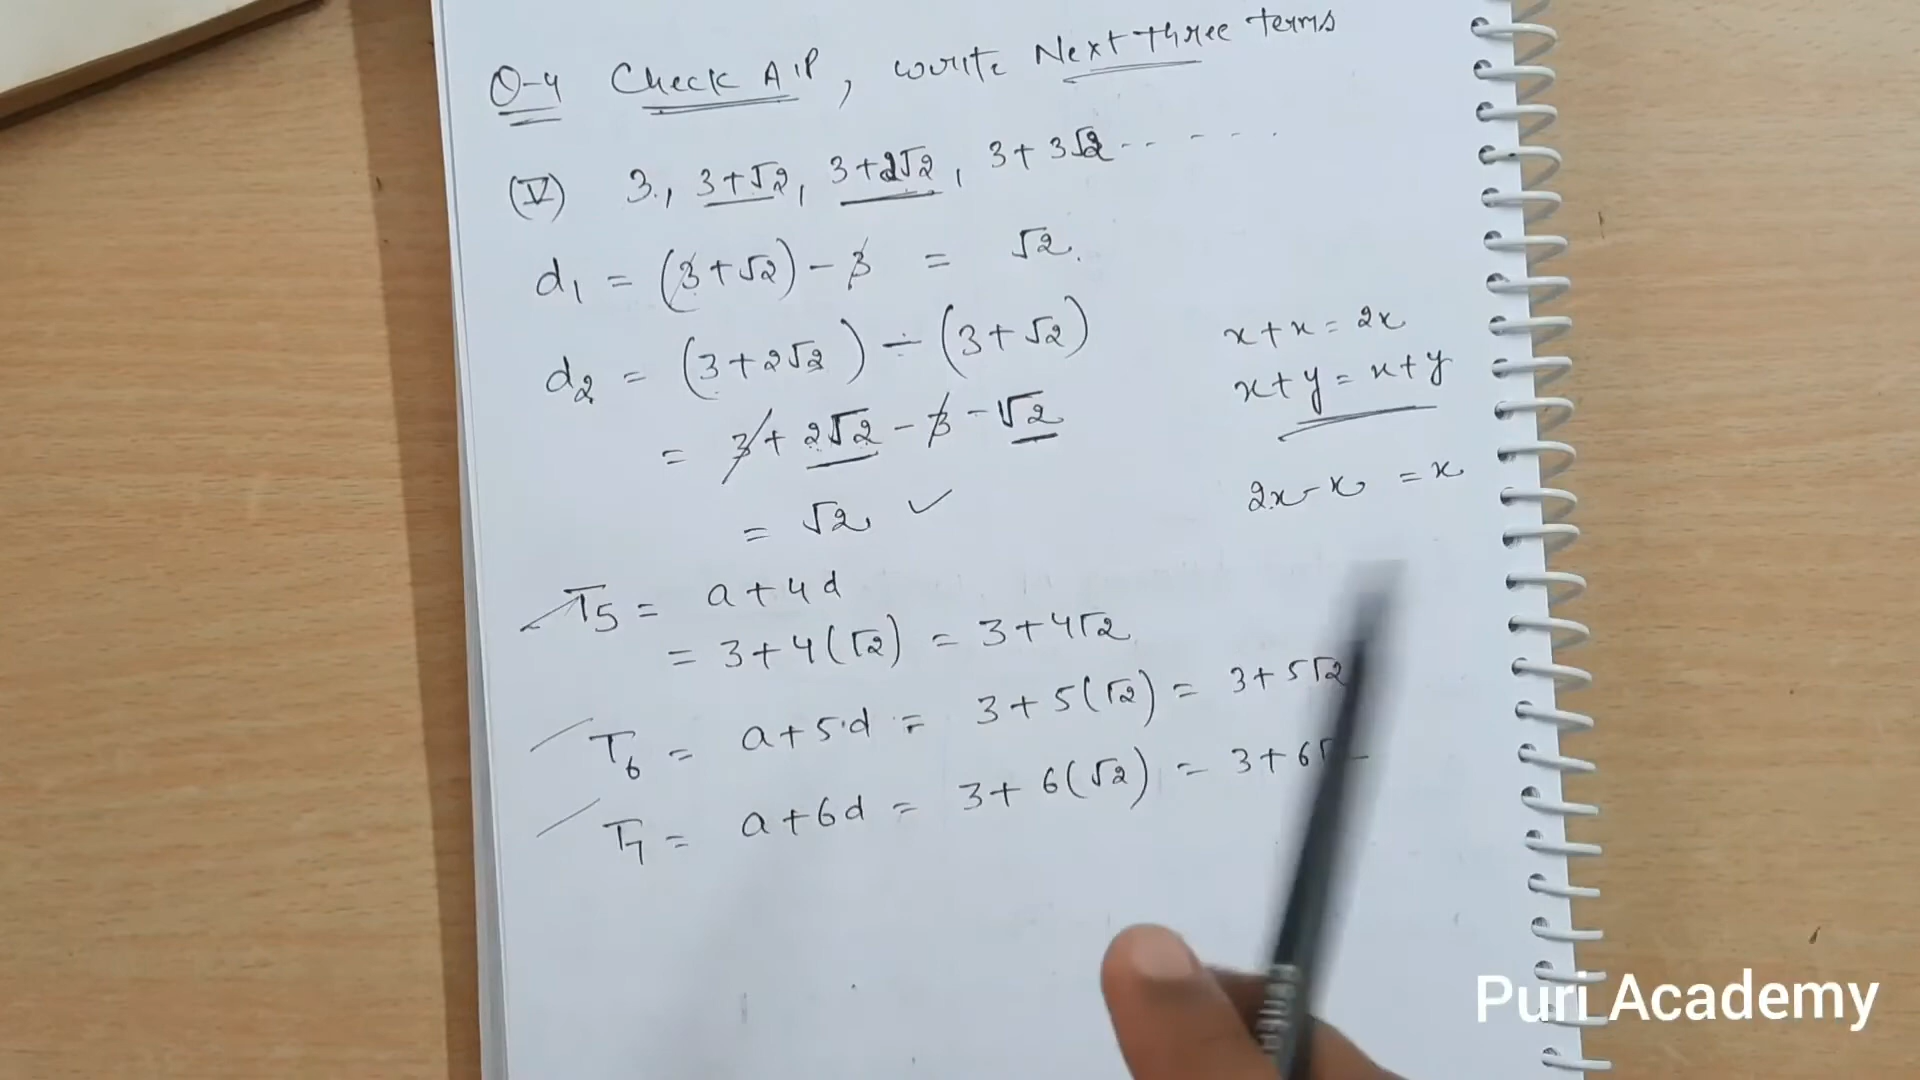 Q-4 Check A.P, write Next three terms
(V) 3, 3+√2, 3+2√2, 3+3√2 - - - - -
d₁ = (3+√2) - 3 = √2.
d₂ = (3+2√2) - (3+√2)
= 3+2√2 - 3 - √2
= √2 ✓
x+x = 2x
x+y = x+y
2x-x = x
T₅ = a+4d
= 3+4(√2) = 3+4√2
T₆ = a+5d = 3+5(√2) = 3+5√2
T₇ = a+6d = 3+6(√2) = 3+6√
Puri Academy